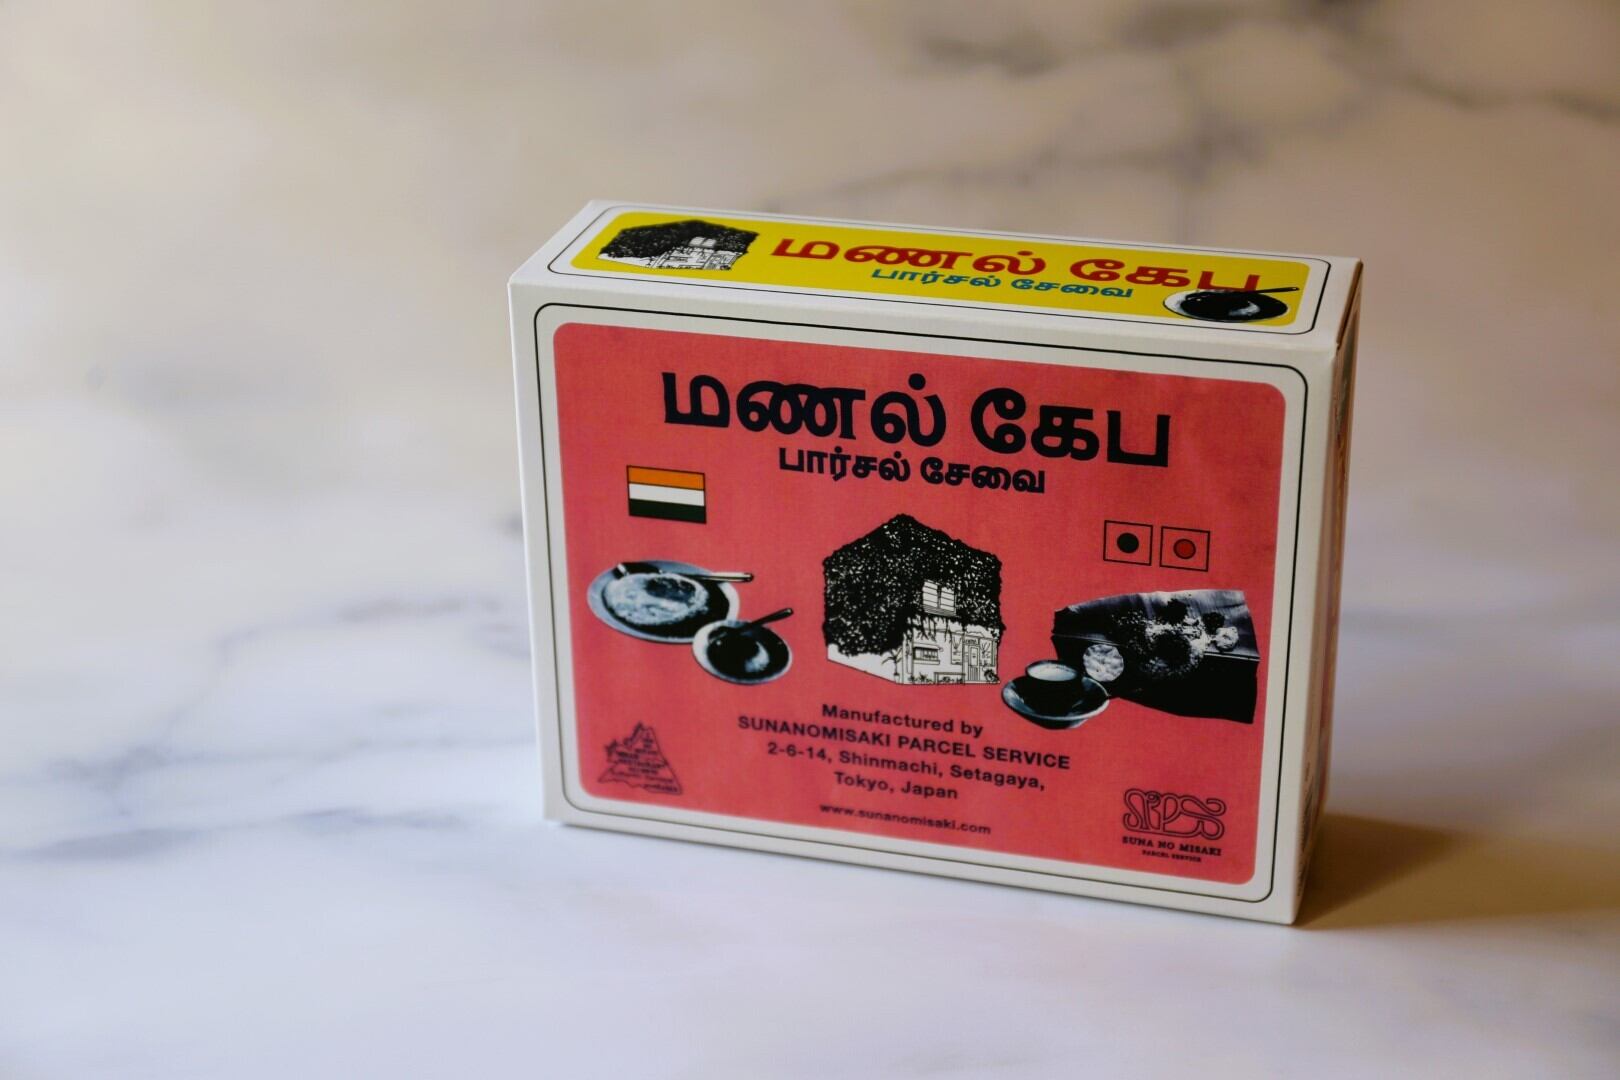 மணல் கேப
பார்சல் சேவை
மணல் கேப
பார்சல் சேவை
Manufactured by
SUNANOMISAKI PARCEL SERVICE
2-6-14, Shinmachi, Setagaya,
Tokyo, Japan
www.sunanomisaki.com
SUNA NO MISAKI
PARCEL SERVICE